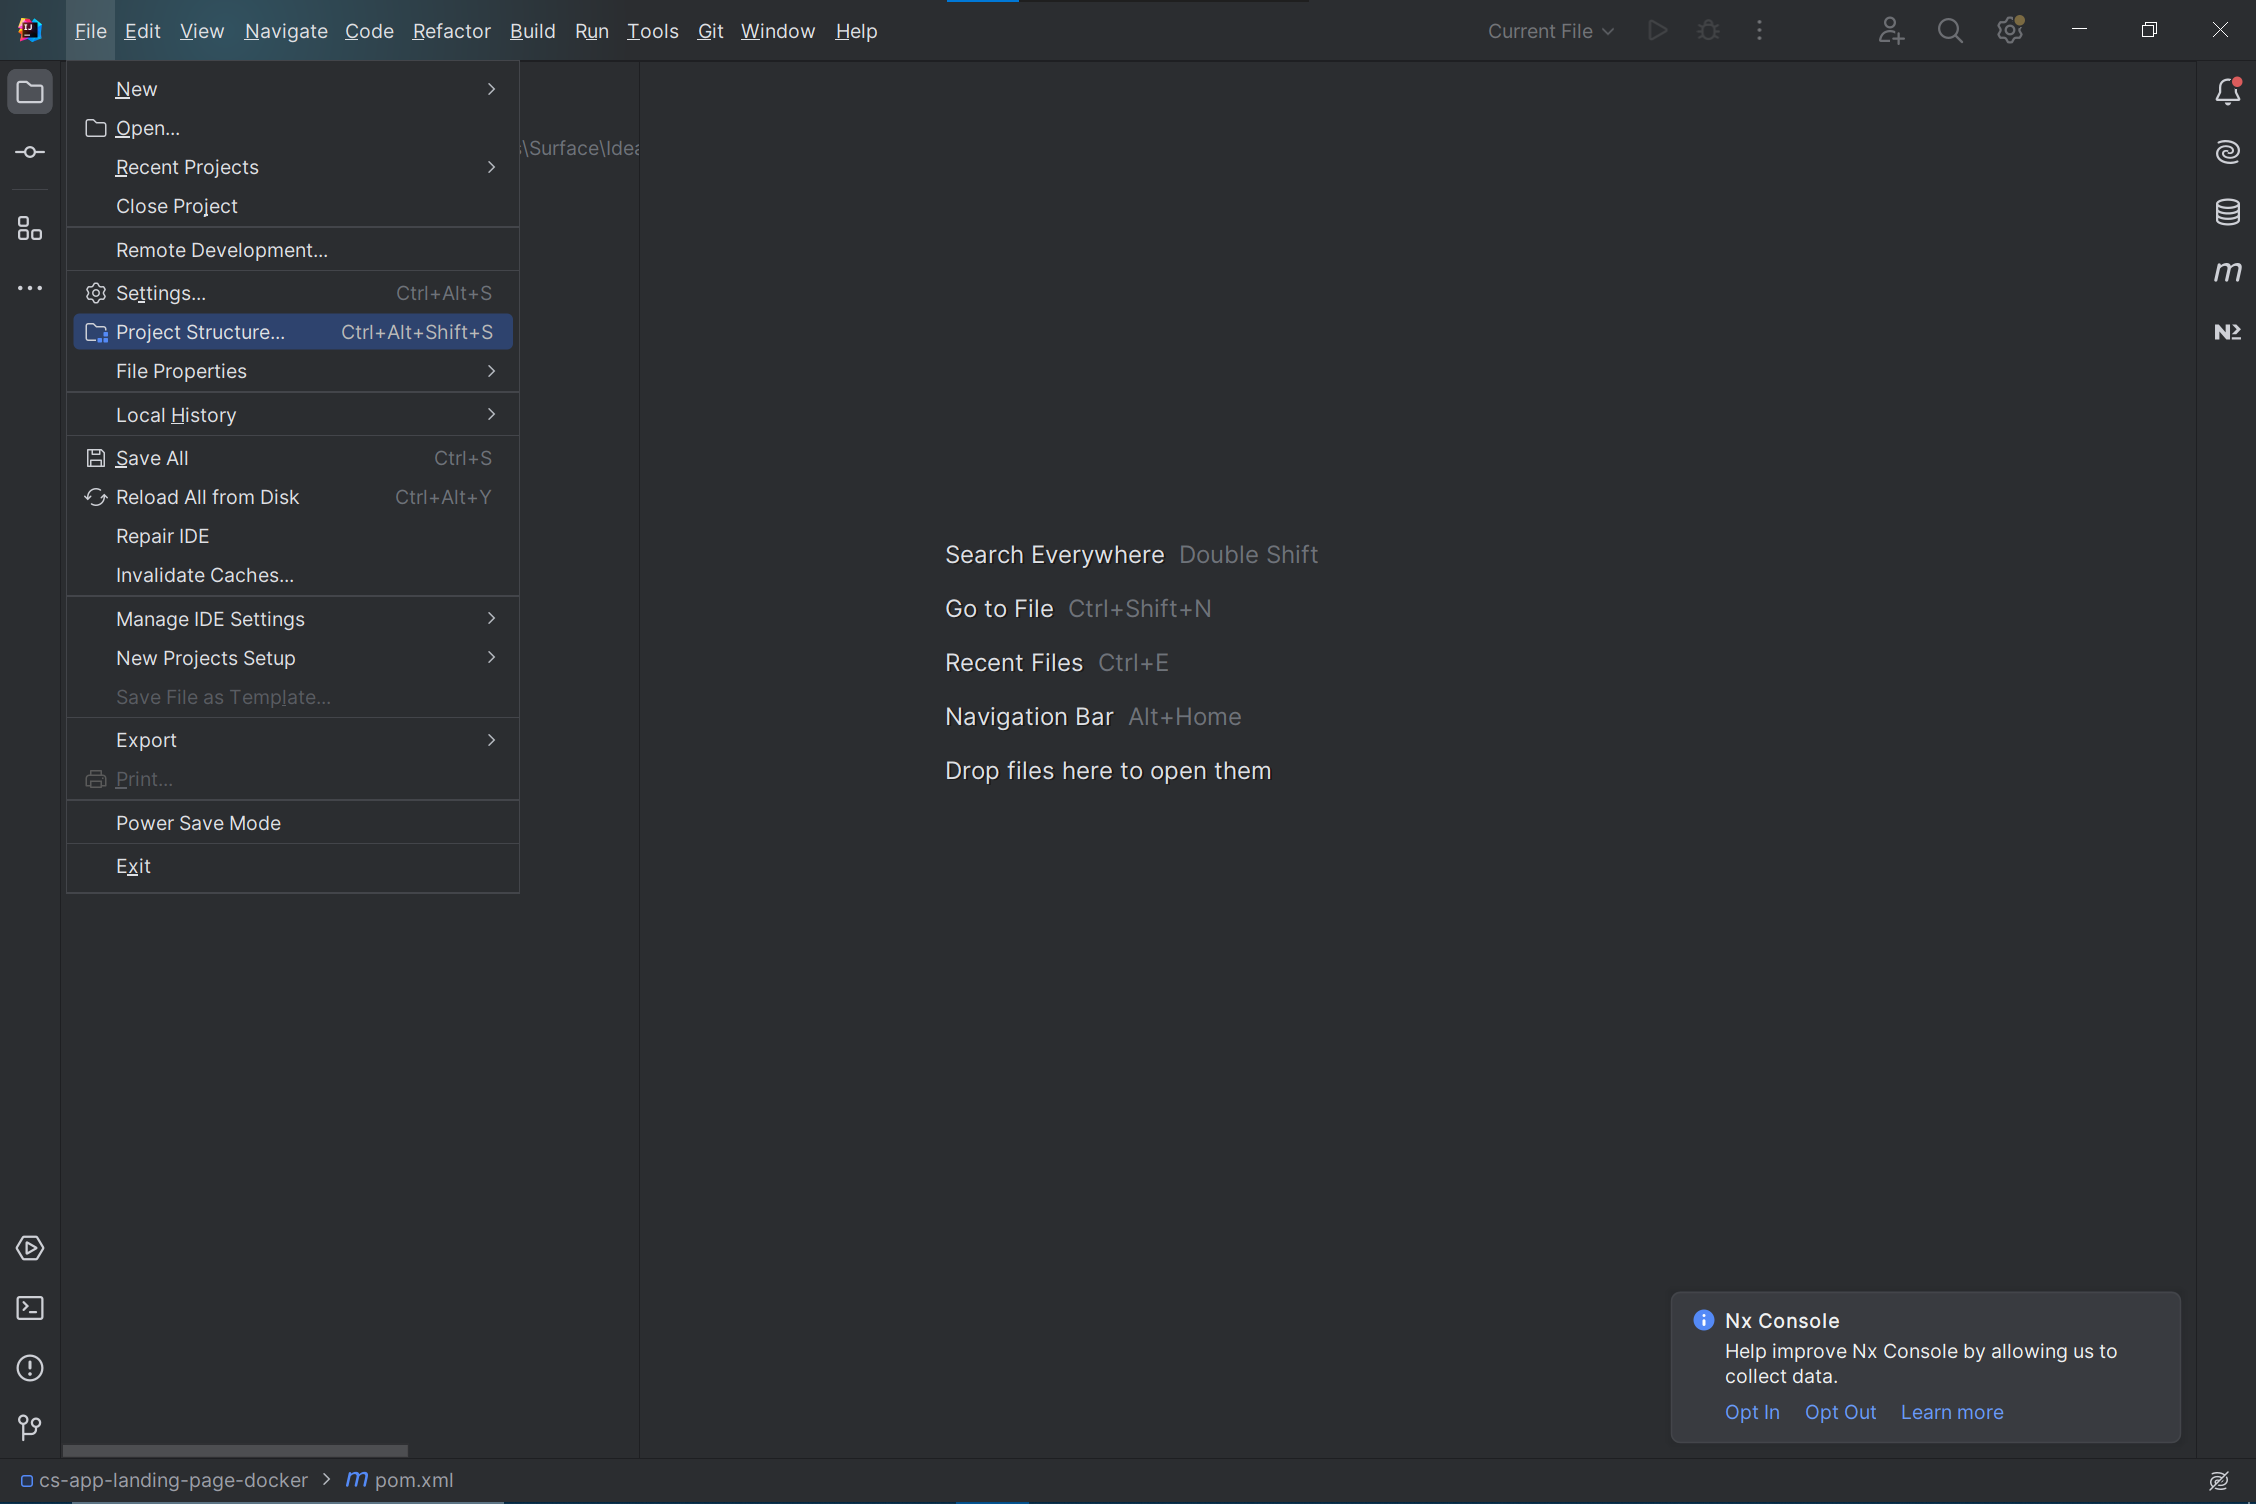 File Edit View Navigate Code Refactor Build Run Tools Git Window Help
Current File
New
Open...
Recent Projects
Close Project
Remote Development...
Settings... Ctrl+Alt+S
Project Structure... Ctrl+Alt+Shift+S
File Properties
Local History
Save All Ctrl+S
Reload All from Disk Ctrl+Alt+Y
Repair IDE
Invalidate Caches...
Manage IDE Settings
New Projects Setup
Save File as Template...
Export
Print...
Power Save Mode
Exit
\Surface\Idea
Search Everywhere Double Shift
Go to File Ctrl+Shift+N
Recent Files Ctrl+E
Navigation Bar Alt+Home
Drop files here to open them
Nx Console
Help improve Nx Console by allowing us to
collect data.
Opt In Opt Out Learn more
cs-app-landing-page-docker > m pom.xml